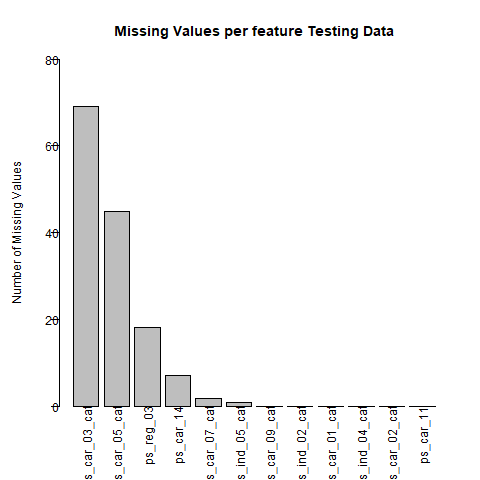 Missing Values per feature Testing Data
Number of Missing Values
80
60
40
20
0
s_car_03_cat
s_car_05_cat
ps_reg_03
ps_car_14
s_car_07_cat
s_ind_05_cat
s_car_09_cat
s_ind_02_cat
s_car_01_cat
s_ind_04_cat
s_car_02_cat
ps_car_11